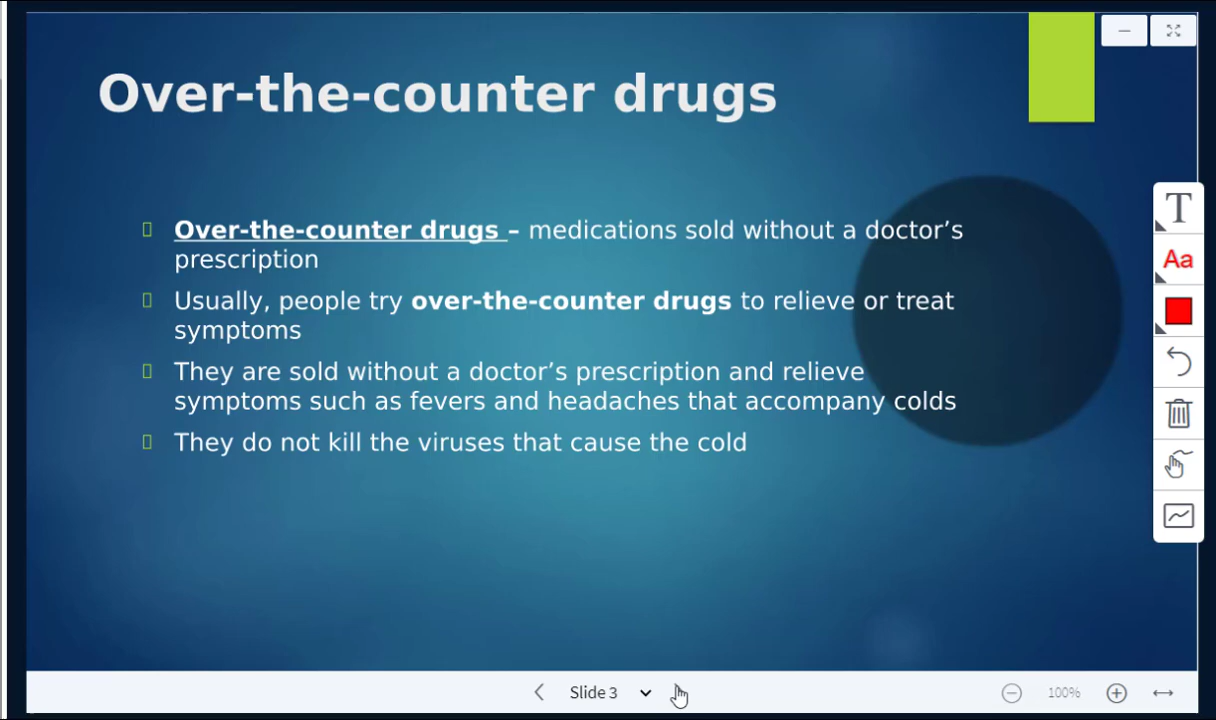 Over-the-counter drugs
Over-the-counter drugs – medications sold without a doctor’s
prescription
Usually, people try over-the-counter drugs to relieve or treat
symptoms
They are sold without a doctor’s prescription and relieve
symptoms such as fevers and headaches that accompany colds
They do not kill the viruses that cause the cold
T
Aa
Slide 3
100%